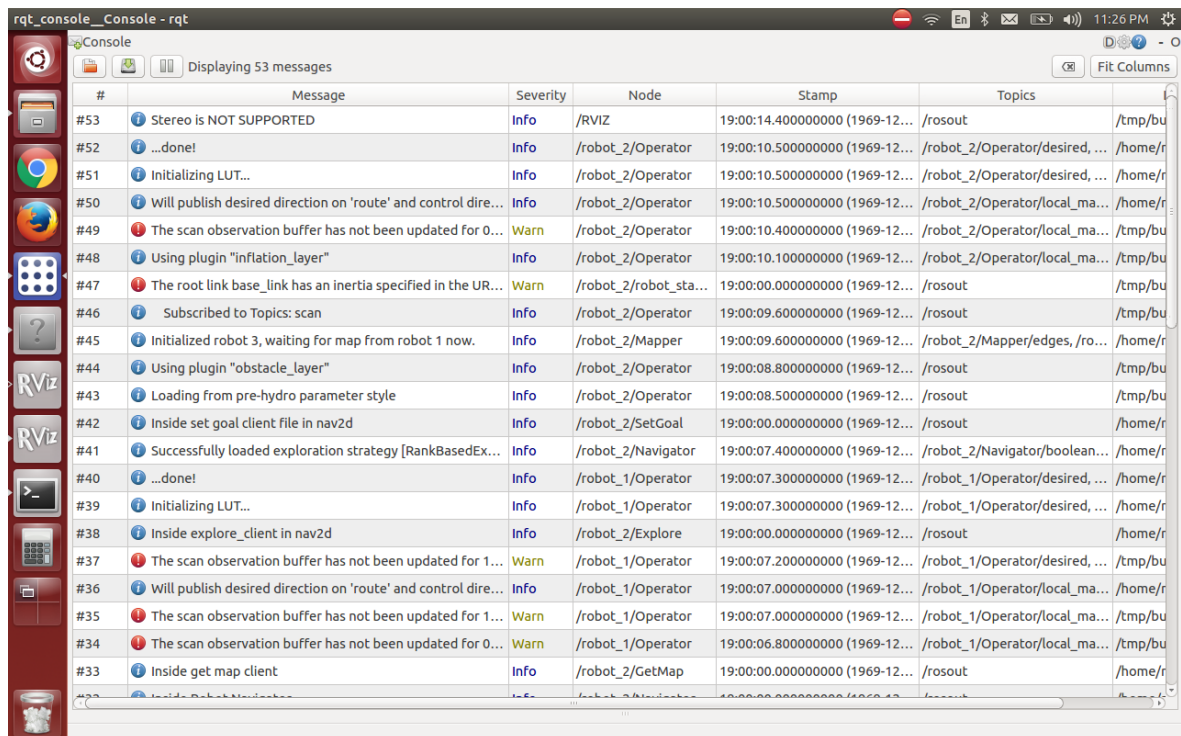 rqt_console__Console - rqt En 11:26 PM
Console D - O
Displaying 53 messages Fit Columns
# Message Severity Node Stamp Topics
#53 Stereo is NOT SUPPORTED Info /RVIZ 19:00:14.400000000 (1969-12... /rosout /tmp/bu
#52 ...done! Info /robot_2/Operator 19:00:10.500000000 (1969-12... /robot_2/Operator/desired, ... /home/r
#51 Initializing LUT... Info /robot_2/Operator 19:00:10.500000000 (1969-12... /robot_2/Operator/desired, ... /home/r
#50 Will publish desired direction on 'route' and control dire... Info /robot_2/Operator 19:00:10.500000000 (1969-12... /robot_2/Operator/local_ma... /home/r
#49 The scan observation buffer has not been updated for 0... Warn /robot_2/Operator 19:00:10.400000000 (1969-12... /robot_2/Operator/local_ma... /tmp/bu
#48 Using plugin "inflation_layer" Info /robot_2/Operator 19:00:10.100000000 (1969-12... /robot_2/Operator/local_ma... /tmp/bu
#47 The root link base_link has an inertia specified in the UR... Warn /robot_2/robot_sta... 19:00:00.000000000 (1969-12... /rosout /tmp/bu
#46 Subscribed to Topics: scan Info /robot_2/Operator 19:00:09.600000000 (1969-12... /rosout /tmp/bu
#45 Initialized robot 3, waiting for map from robot 1 now. Info /robot_2/Mapper 19:00:09.600000000 (1969-12... /robot_2/Mapper/edges, /ro... /home/r
#44 Using plugin "obstacle_layer" Info /robot_2/Operator 19:00:08.800000000 (1969-12... /rosout /tmp/bu
#43 Loading from pre-hydro parameter style Info /robot_2/Operator 19:00:08.500000000 (1969-12... /rosout /tmp/bu
#42 Inside set goal client file in nav2d Info /robot_2/SetGoal 19:00:00.000000000 (1969-12... /rosout /home/r
#41 Successfully loaded exploration strategy [RankBasedEx... Info /robot_2/Navigator 19:00:07.400000000 (1969-12... /robot_2/Navigator/boolean... /home/r
#40 ...done! Info /robot_1/Operator 19:00:07.300000000 (1969-12... /robot_1/Operator/desired, ... /home/r
#39 Initializing LUT... Info /robot_1/Operator 19:00:07.300000000 (1969-12... /robot_1/Operator/desired, ... /home/r
#38 Inside explore_client in nav2d Info /robot_2/Explore 19:00:00.000000000 (1969-12... /rosout /home/r
#37 The scan observation buffer has not been updated for 1... Warn /robot_1/Operator 19:00:07.200000000 (1969-12... /robot_1/Operator/desired, ... /tmp/bu
#36 Will publish desired direction on 'route' and control dire... Info /robot_1/Operator 19:00:07.000000000 (1969-12... /robot_1/Operator/local_ma... /home/r
#35 The scan observation buffer has not been updated for 1... Warn /robot_1/Operator 19:00:07.000000000 (1969-12... /robot_1/Operator/local_ma... /tmp/bu
#34 The scan observation buffer has not been updated for 0... Warn /robot_1/Operator 19:00:06.800000000 (1969-12... /robot_1/Operator/local_ma... /tmp/bu
#33 Inside get map client Info /robot_2/GetMap 19:00:00.000000000 (1969-12... /rosout /home/r
RViz
RViz